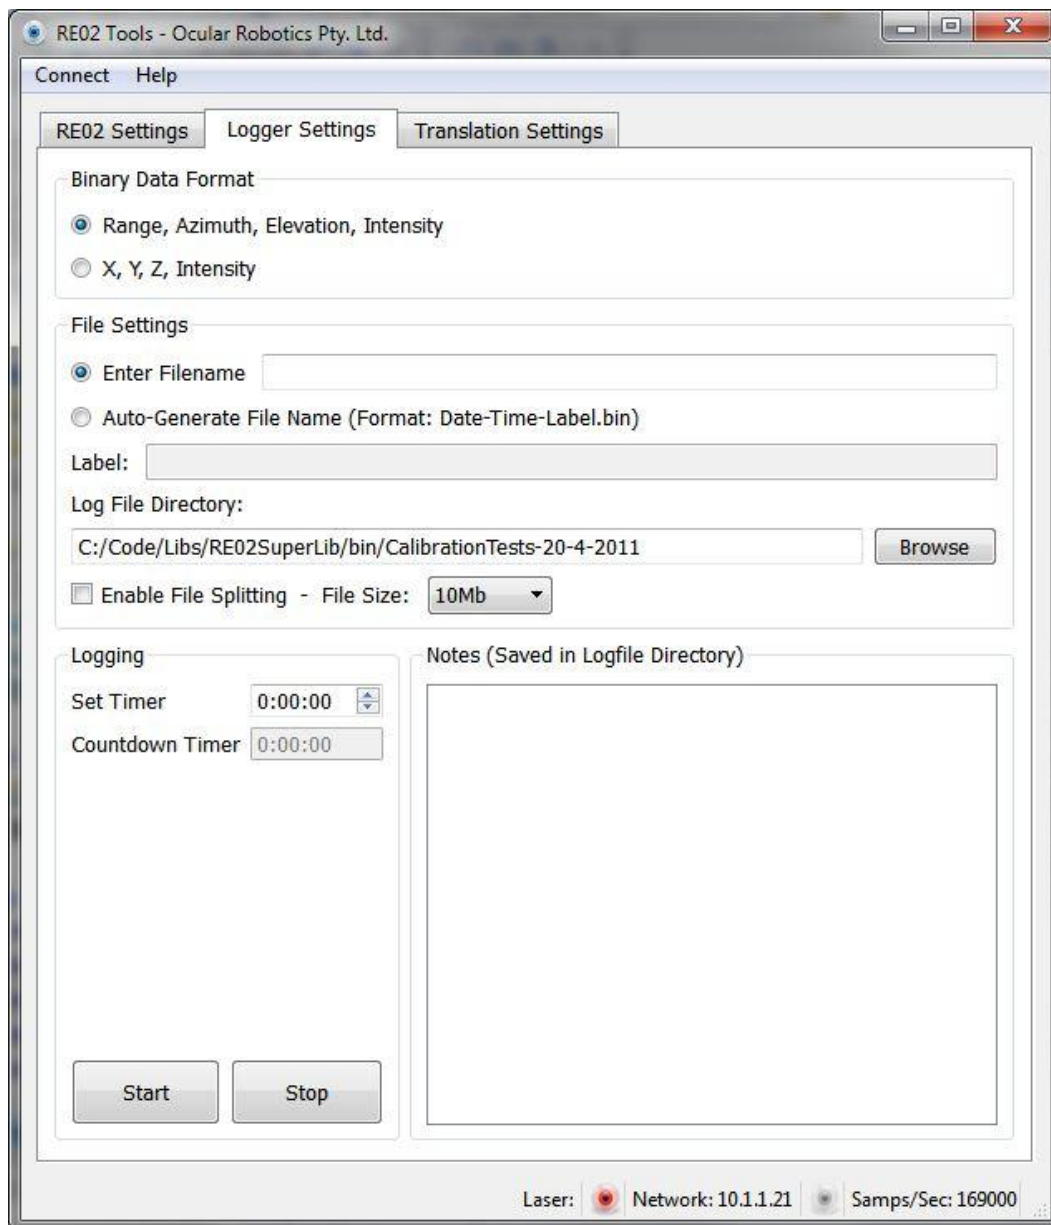 RE02 Tools - Ocular Robotics Pty. Ltd.
Connect Help
RE02 Settings Logger Settings Translation Settings
Binary Data Format
Range, Azimuth, Elevation, Intensity
X, Y, Z, Intensity
File Settings
Enter Filename
Auto-Generate File Name (Format: Date-Time-Label.bin)
Label:
Log File Directory:
C:/Code/Libs/RE02SuperLib/bin/CalibrationTests-20-4-2011 Browse
Enable File Splitting - File Size: 10Mb
Logging Notes (Saved in Logfile Directory)
Set Timer 0:00:00
Countdown Timer 0:00:00
Start Stop
Laser: Network: 10.1.1.21 Samps/Sec: 169000